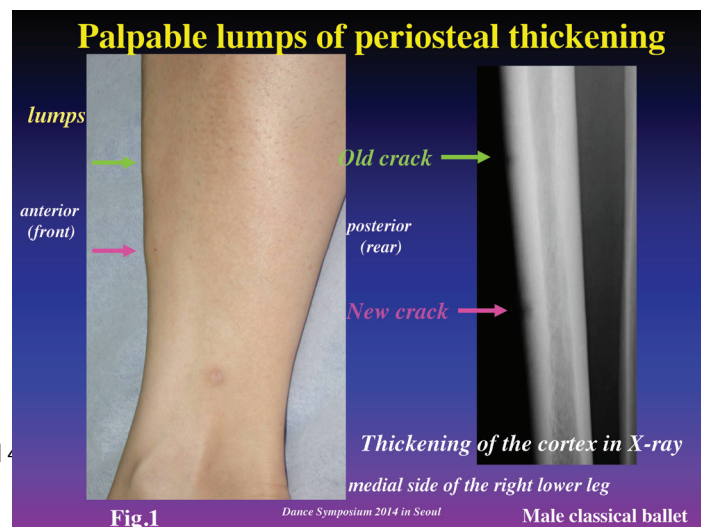 Palpable lumps of periosteal thickening
lumps
Old crack
anterior
(front)
posterior
(rear)
New crack
Thickening of the cortex in X-ray
medial side of the right lower leg
Fig.1
Dance Symposium 2014 in Seoul
Male classical ballet